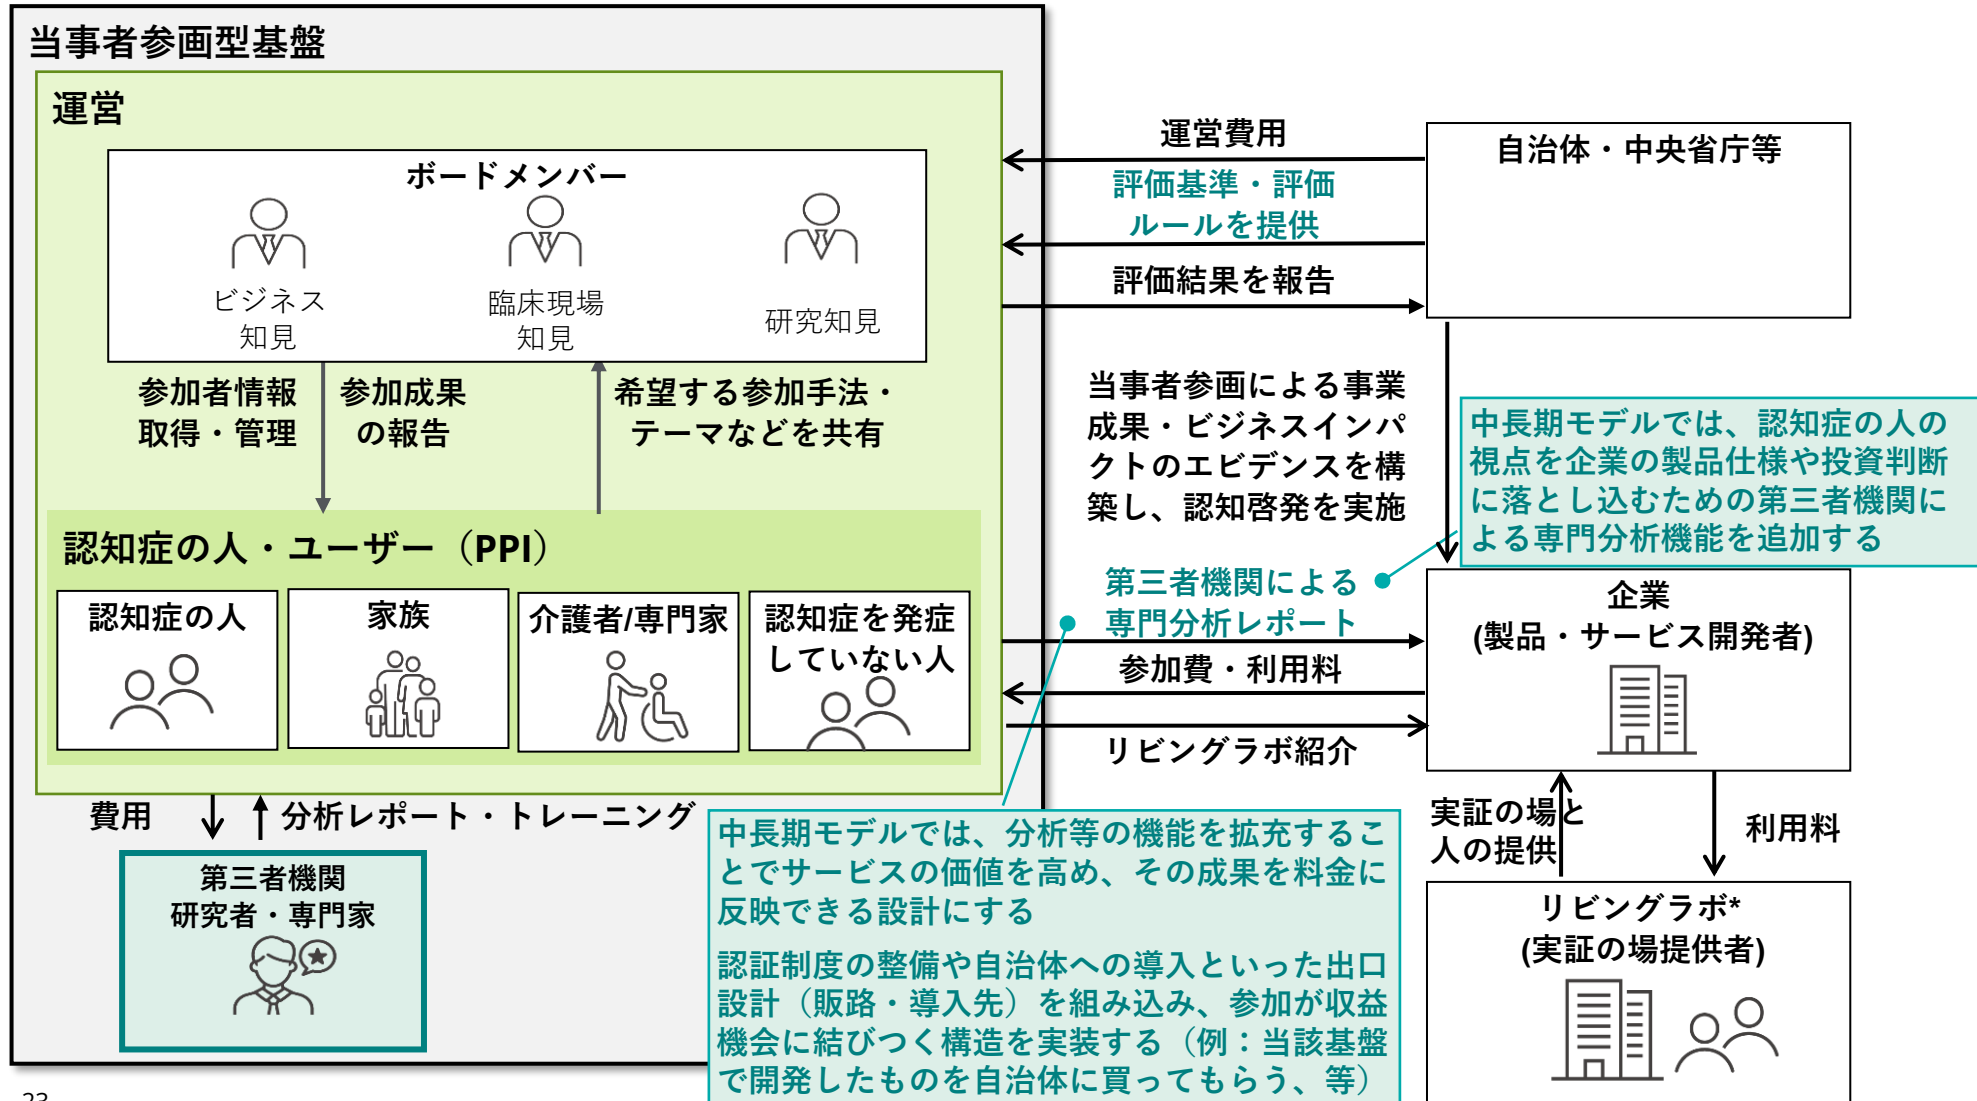 当事者参画型基盤
運営
ボードメンバー
ビジネス
知見
臨床現場
知見
研究知見
参加者情報
取得・管理
参加成果
の報告
希望する参加手法・
テーマなどを共有
認知症の人・ユーザー（PPI）
認知症の人
家族
介護者/専門家
認知症を発症
していない人
費用
分析レポート・トレーニング
第三者機関
研究者・専門家
運営費用
評価基準・評価
ルールを提供
評価結果を報告
自治体・中央省庁等
当事者参画による事業
成果・ビジネスインパ
クトのエビデンスを構
築し、認知啓発を実施
中長期モデルでは、認知症の人の
視点を企業の製品仕様や投資判断
に落とし込むための第三者機関に
よる専門分析機能を追加する
第三者機関による
専門分析レポート
参加費・利用料
リビングラボ紹介
企業
(製品・サービス開発者)
実証の場と
人の提供
利用料
リビングラボ*
(実証の場提供者)
中長期モデルでは、分析等の機能を拡充するこ
とでサービスの価値を高め、その成果を料金に
反映できる設計にする
認証制度の整備や自治体への導入といった出口
設計（販路・導入先）を組み込み、参加が収益
機会に結びつく構造を実装する（例：当該基盤
で開発したものを自治体に買ってもらう、等）
23